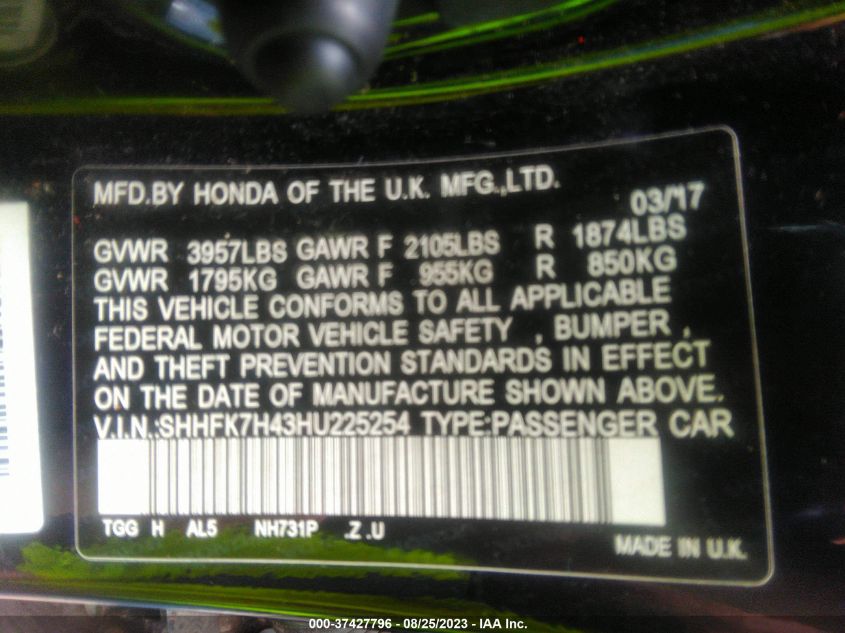 MFD.BY HONDA OF THE U.K. MFG.,LTD.
03/17
GVWR 3957LBS GAWR F 2105LBS R 1874LBS
GVWR 1795KG GAWR F 955KG R 850KG
THIS VEHICLE CONFORMS TO ALL APPLICABLE
FEDERAL MOTOR VEHICLE SAFETY , BUMPER ,
AND THEFT PREVENTION STANDARDS IN EFFECT
ON THE DATE OF MANUFACTURE SHOWN ABOVE.
V.I.N.:SHHFK7H43HU225254 TYPE:PASSENGER CAR
TGG H AL5 NH731P .Z .U
MADE IN U.K.
000-37427796 - 08/25/2023 - IAA Inc.